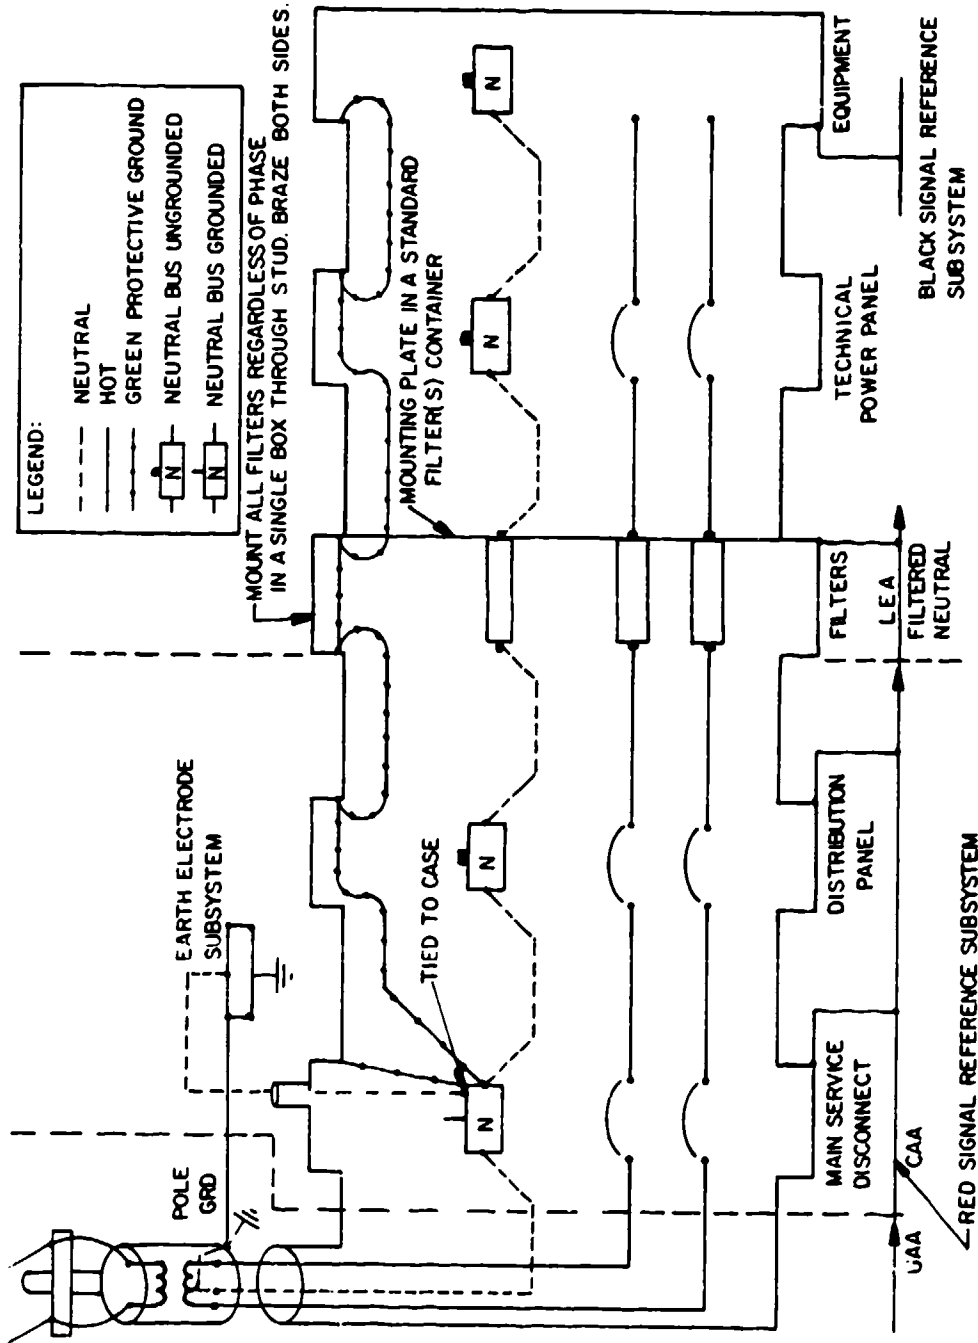 LEGEND:
NEUTRAL
HOT
GREEN PROTECTIVE GROUND
N NEUTRAL BUS UNGROUNDED
N NEUTRAL BUS GROUNDED
MOUNT ALL FILTERS REGARDLESS OF PHASE
IN A SINGLE BOX THROUGH STUD. BRAZE BOTH SIDES.
POLE
GRD
EARTH ELECTRODE
SUBSYSTEM
MOUNTING PLATE IN A STANDARD
FILTER(S) CONTAINER
TIED TO CASE
N
N
N
N
MAIN SERVICE
DISCONNECT
DISTRIBUTION
PANEL
FILTERS
TECHNICAL
POWER PANEL
EQUIPMENT
UAA
CAA
LEA
FILTERED
NEUTRAL
BLACK SIGNAL REFERENCE
SUBSYSTEM
RED SIGNAL REFERENCE SUBSYSTEM